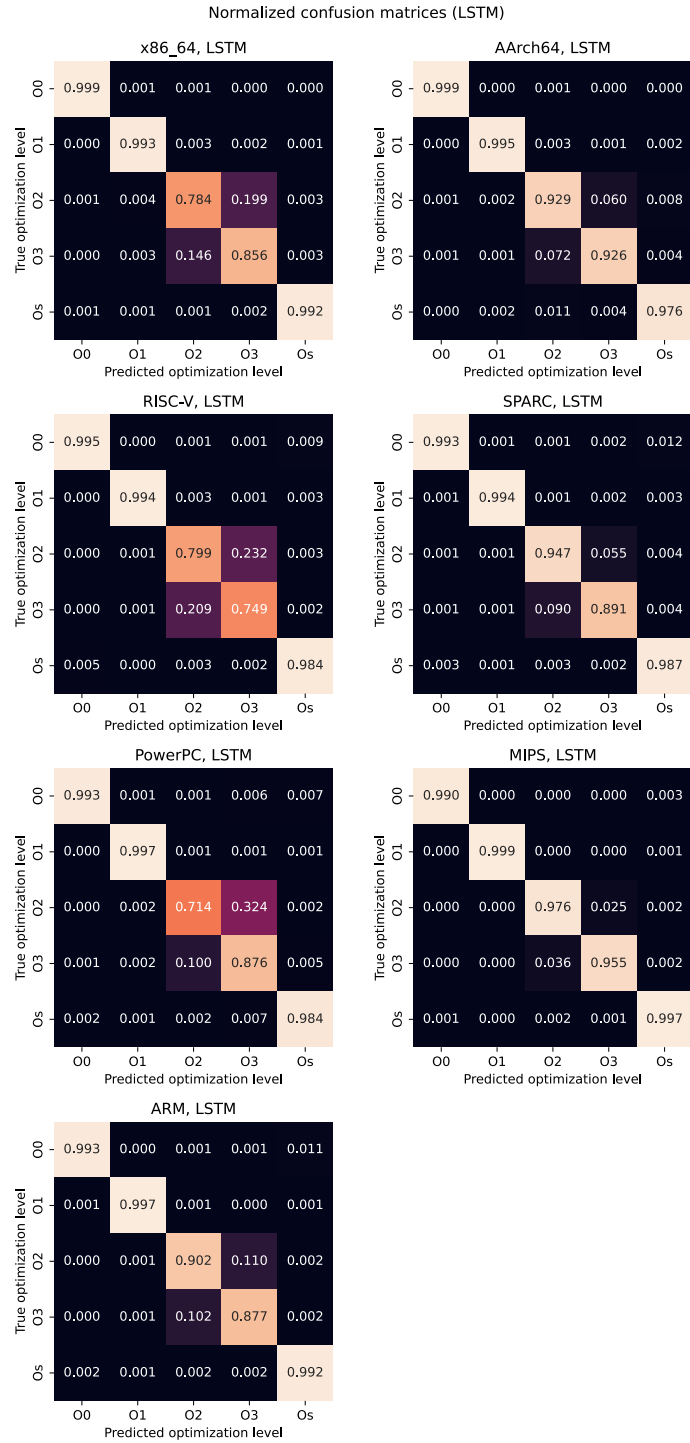 Normalized confusion matrices (LSTM)
x86_64, LSTM
True optimization level
O0 0.999 0.001 0.001 0.000 0.000
O1 0.000 0.993 0.003 0.002 0.001
O2 0.001 0.004 0.784 0.199 0.003
O3 0.000 0.003 0.146 0.856 0.003
Os 0.001 0.001 0.001 0.002 0.992
O0 O1 O2 O3 Os
Predicted optimization level
AArch64, LSTM
True optimization level
O0 0.999 0.000 0.001 0.000 0.000
O1 0.000 0.995 0.003 0.001 0.002
O2 0.001 0.002 0.929 0.060 0.008
O3 0.001 0.001 0.072 0.926 0.004
Os 0.000 0.002 0.011 0.004 0.976
O0 O1 O2 O3 Os
Predicted optimization level
RISC-V, LSTM
True optimization level
O0 0.995 0.000 0.001 0.001 0.009
O1 0.000 0.994 0.003 0.001 0.003
O2 0.000 0.001 0.799 0.232 0.003
O3 0.000 0.001 0.209 0.749 0.002
Os 0.005 0.000 0.003 0.002 0.984
O0 O1 O2 O3 Os
Predicted optimization level
SPARC, LSTM
True optimization level
O0 0.993 0.001 0.001 0.002 0.012
O1 0.001 0.994 0.001 0.002 0.003
O2 0.001 0.001 0.947 0.055 0.004
O3 0.001 0.001 0.090 0.891 0.004
Os 0.003 0.001 0.003 0.002 0.987
O0 O1 O2 O3 Os
Predicted optimization level
PowerPC, LSTM
True optimization level
O0 0.993 0.001 0.001 0.006 0.007
O1 0.000 0.997 0.001 0.001 0.001
O2 0.000 0.002 0.714 0.324 0.002
O3 0.001 0.002 0.100 0.876 0.005
Os 0.002 0.001 0.002 0.007 0.984
O0 O1 O2 O3 Os
Predicted optimization level
MIPS, LSTM
True optimization level
O0 0.990 0.000 0.000 0.000 0.003
O1 0.000 0.999 0.000 0.000 0.001
O2 0.000 0.000 0.976 0.025 0.002
O3 0.000 0.000 0.036 0.955 0.002
Os 0.001 0.000 0.002 0.001 0.997
O0 O1 O2 O3 Os
Predicted optimization level
ARM, LSTM
True optimization level
O0 0.993 0.000 0.001 0.001 0.011
O1 0.001 0.997 0.001 0.000 0.001
O2 0.000 0.001 0.902 0.110 0.002
O3 0.000 0.001 0.102 0.877 0.002
Os 0.002 0.001 0.002 0.002 0.992
O0 O1 O2 O3 Os
Predicted optimization level